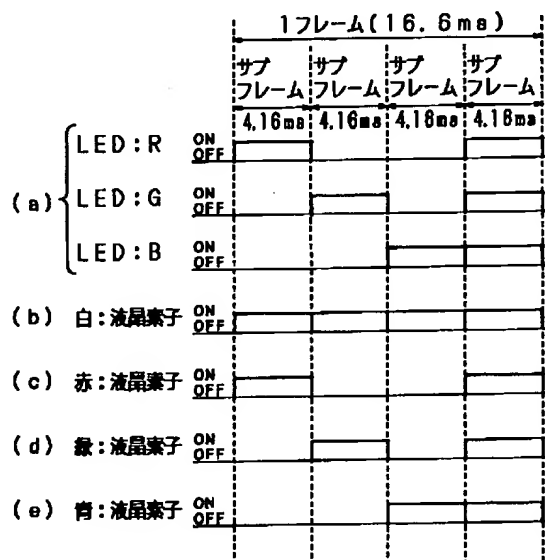 1フレーム(16.6ms)
サブ サブ サブ サブ
フレーム フレーム フレーム フレーム
4.16ms 4.16ms 4.16ms 4.16ms
(a) LED:R ON OFF
LED:G ON OFF
LED:B ON OFF
(b) 白:液晶素子 ON OFF
(c) 赤:液晶素子 ON OFF
(d) 緑:液晶素子 ON OFF
(e) 青:液晶素子 ON OFF